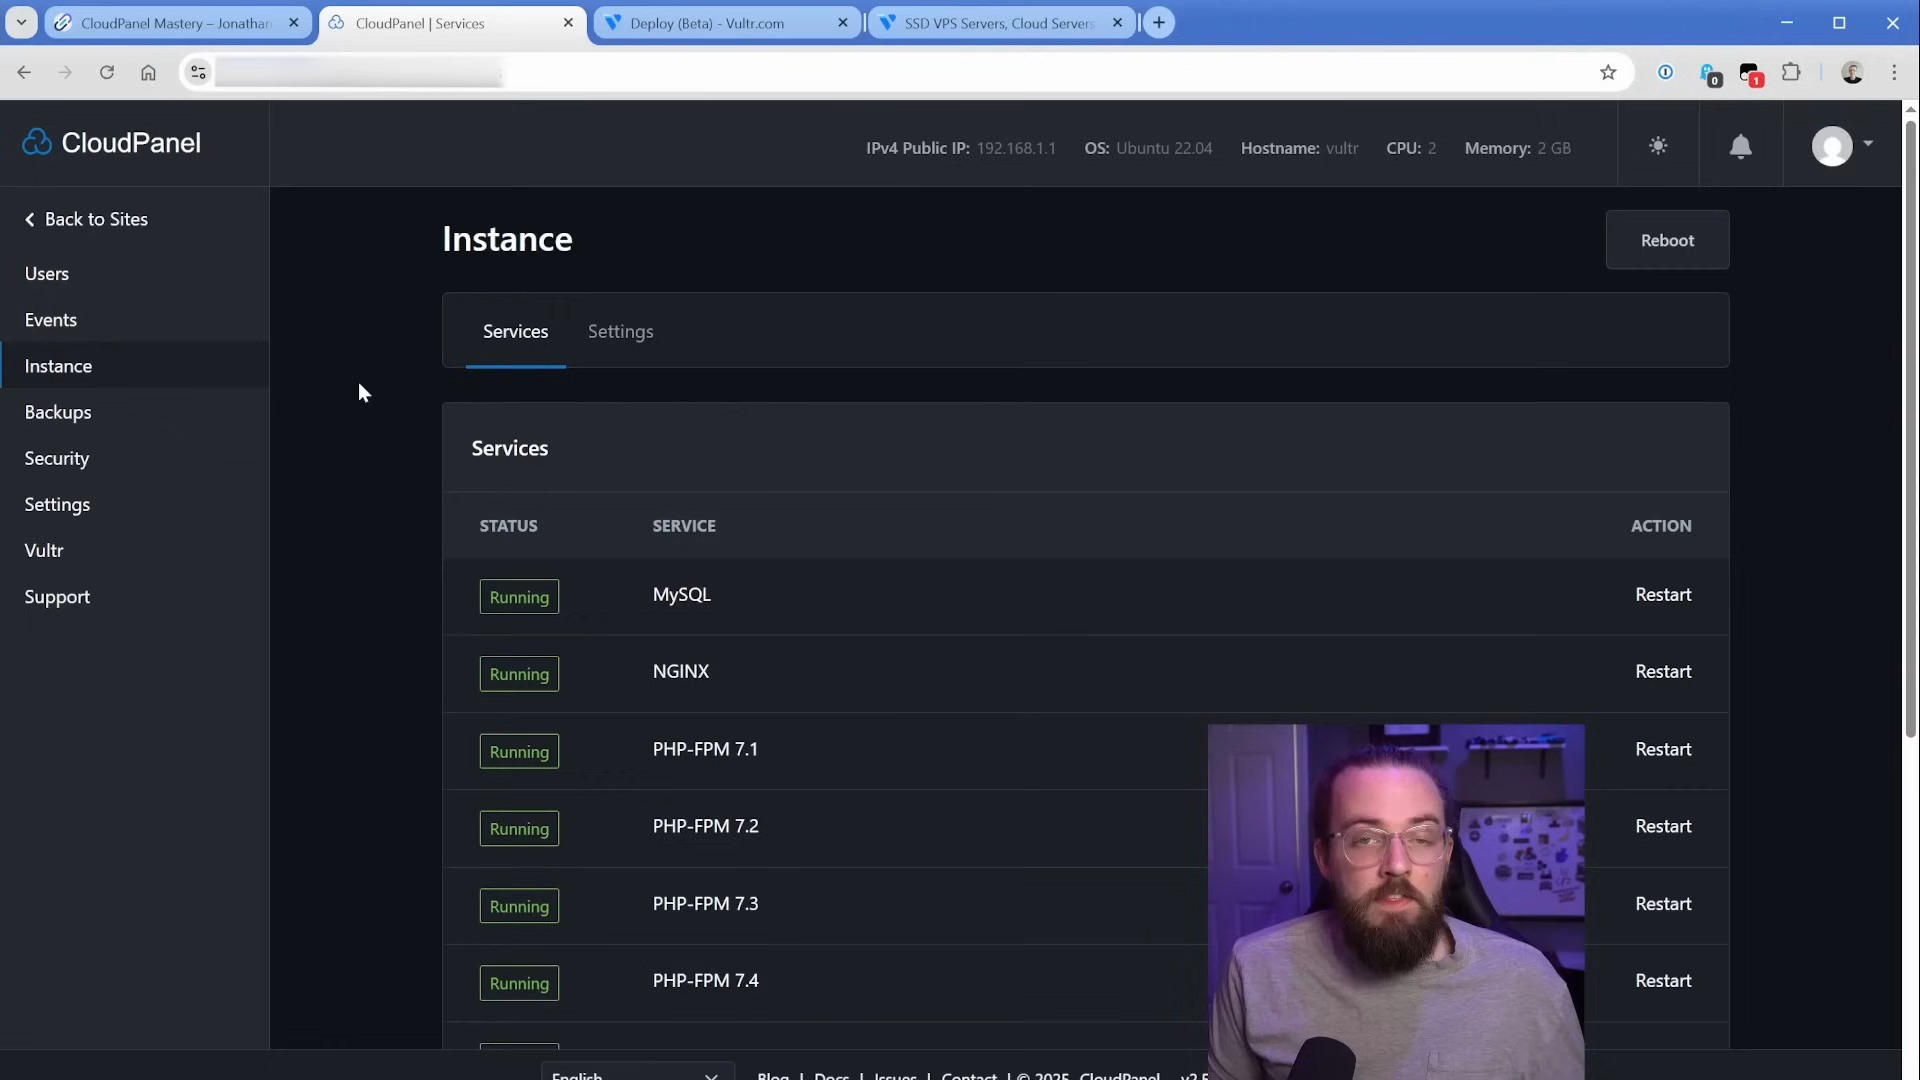 CloudPanel Mastery – Jonathan
CloudPanel | Services
Deploy (Beta) - Vultr.com
SSD VPS Servers, Cloud Servers
0
1
CloudPanel
IPv4 Public IP: 192.168.1.1
OS: Ubuntu 22.04
Hostname: vultr
CPU: 2
Memory: 2 GB
Back to Sites
Users
Events
Instance
Backups
Security
Settings
Vultr
Support
Instance
Reboot
Services
Settings
Services
STATUS SERVICE ACTION
Running MySQL Restart
Running NGINX Restart
Running PHP-FPM 7.1 Restart
Running PHP-FPM 7.2 Restart
Running PHP-FPM 7.3 Restart
Running PHP-FPM 7.4 Restart
English
Blog | Docs | Issues | Contact | © 2025 CloudPanel